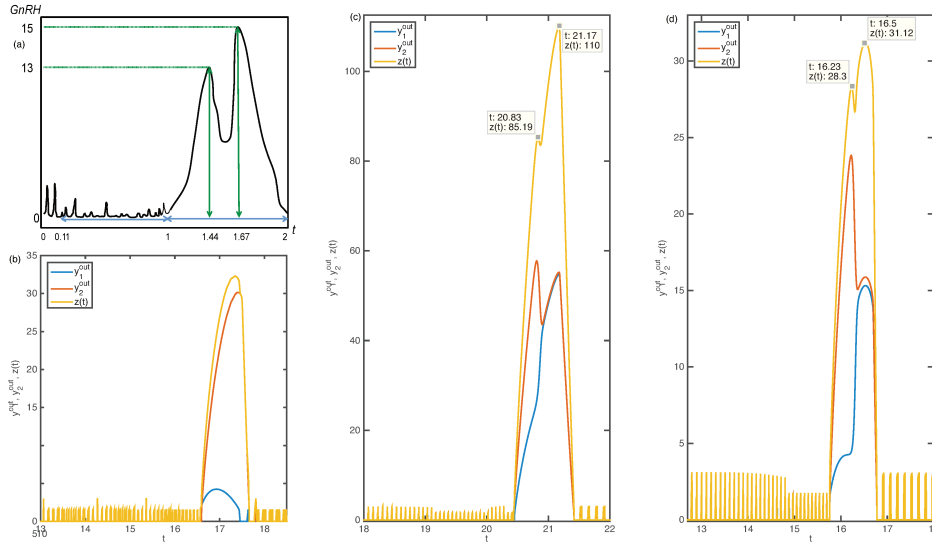 GnRH
15
(a)
13
0
0 0.11 1 1.44 1.67 2 t
(b)
35
y₁ᵒᵘᵗ
y₂ᵒᵘᵗ
z(t)
30
25
31
15
10
5
0
13 14 15 16 17 18
510
t
(c)
y₁ᵒᵘᵗ
y₂ᵒᵘᵗ
z(t)
t: 21.17
z(t): 110
t: 20.83
z(t): 85.19
100
80
60
40
20
0
18 19 20 21 22
t
(d)
y₁ᵒᵘᵗ
y₂ᵒᵘᵗ
z(t)
t: 16.5
z(t): 31.12
t: 16.23
z(t): 28.3
30
25
20
15
10
5
0
13 14 15 16 17
t